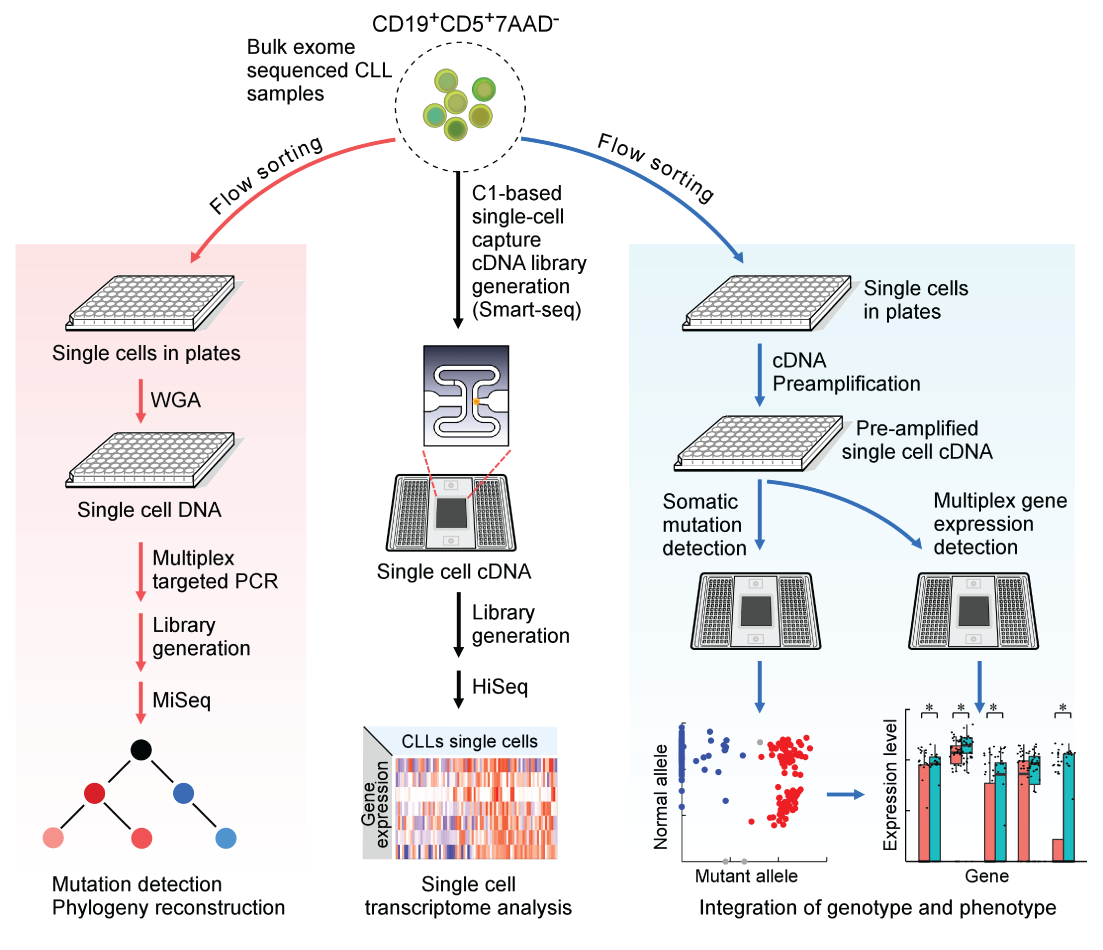 CD19+CD5+7AAD-
Bulk exome
sequenced CLL
samples
Flow sorting
Flow sorting
C1-based
single-cell
capture
cDNA library
generation
(Smart-seq)
Single cells in plates
WGA
Single cell DNA
Multiplex
targeted PCR
Library
generation
MiSeq
Mutation detection
Phylogeny reconstruction
Single cell cDNA
Library
generation
HiSeq
CLLs single cells
Gene
expression
Single cell
transcriptome analysis
Single cells
in plates
cDNA
Preamplification
Pre-amplified
single cell cDNA
Somatic
mutation
detection
Multiplex gene
expression
detection
Normal allele
Mutant allele
Expression level
* * * *
Gene
Integration of genotype and phenotype